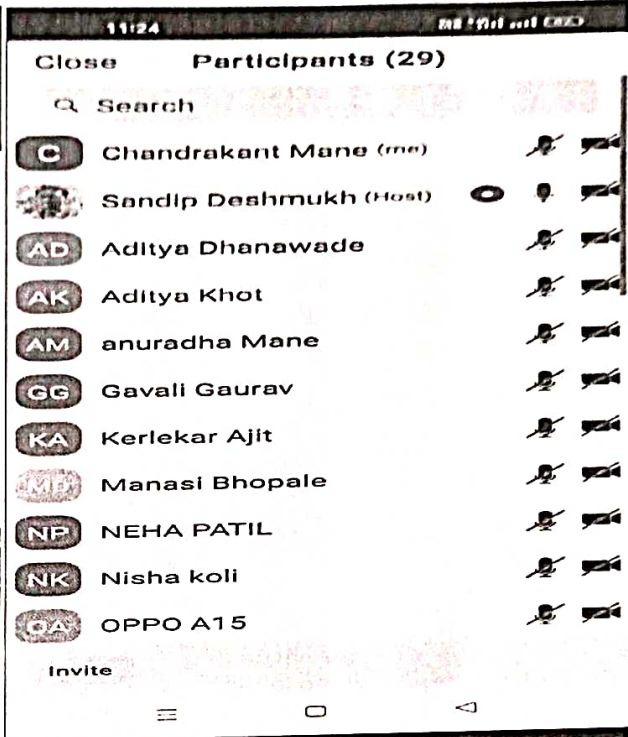 11:24
Close Participants (29)
Search
C Chandrakant Mane (me)
Sandip Deshmukh (Host)
AD Aditya Dhanawade
AK Aditya Khot
AM anuradha Mane
GG Gavali Gaurav
KA Kerlekar Ajit
Manasi Bhopale
NP NEHA PATIL
NK Nisha koli
OA OPPO A15
Invite